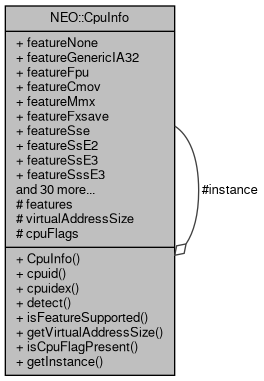 NEO::CpuInfo
+ featureNone
+ featureGenericIA32
+ featureFpu
+ featureCmov
+ featureMmx
+ featureFxsave
+ featureSse
+ featureSsE2
+ featureSsE3
+ featureSssE3
and 30 more...
# features
# virtualAddressSize
# cpuFlags
+ CpuInfo()
+ cpuid()
+ cpuidex()
+ detect()
+ isFeatureSupported()
+ getVirtualAddressSize()
+ isCpuFlagPresent()
+ getInstance()
#instance